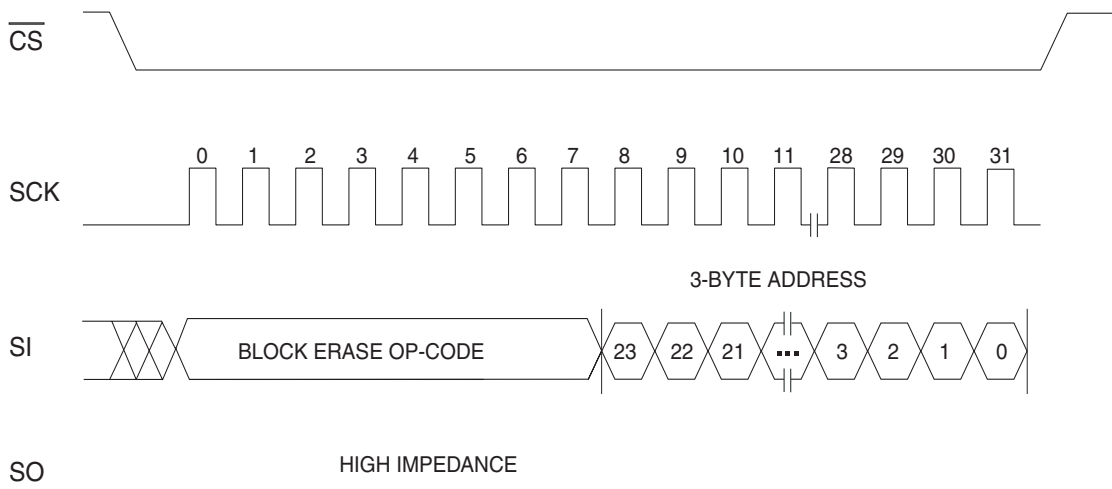 CS
SCK
0 1 2 3 4 5 6 7 8 9 10 11 28 29 30 31
3-BYTE ADDRESS
SI
BLOCK ERASE OP-CODE
23 22 21 ... 3 2 1 0
SO
HIGH IMPEDANCE